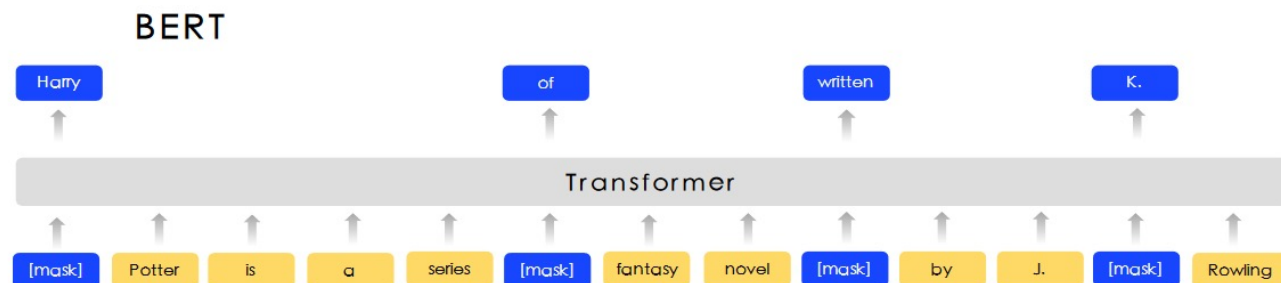 BERT
Harry of written K.
Transformer
[mask] Potter is a series [mask] fantasy novel [mask] by J. [mask] Rowling